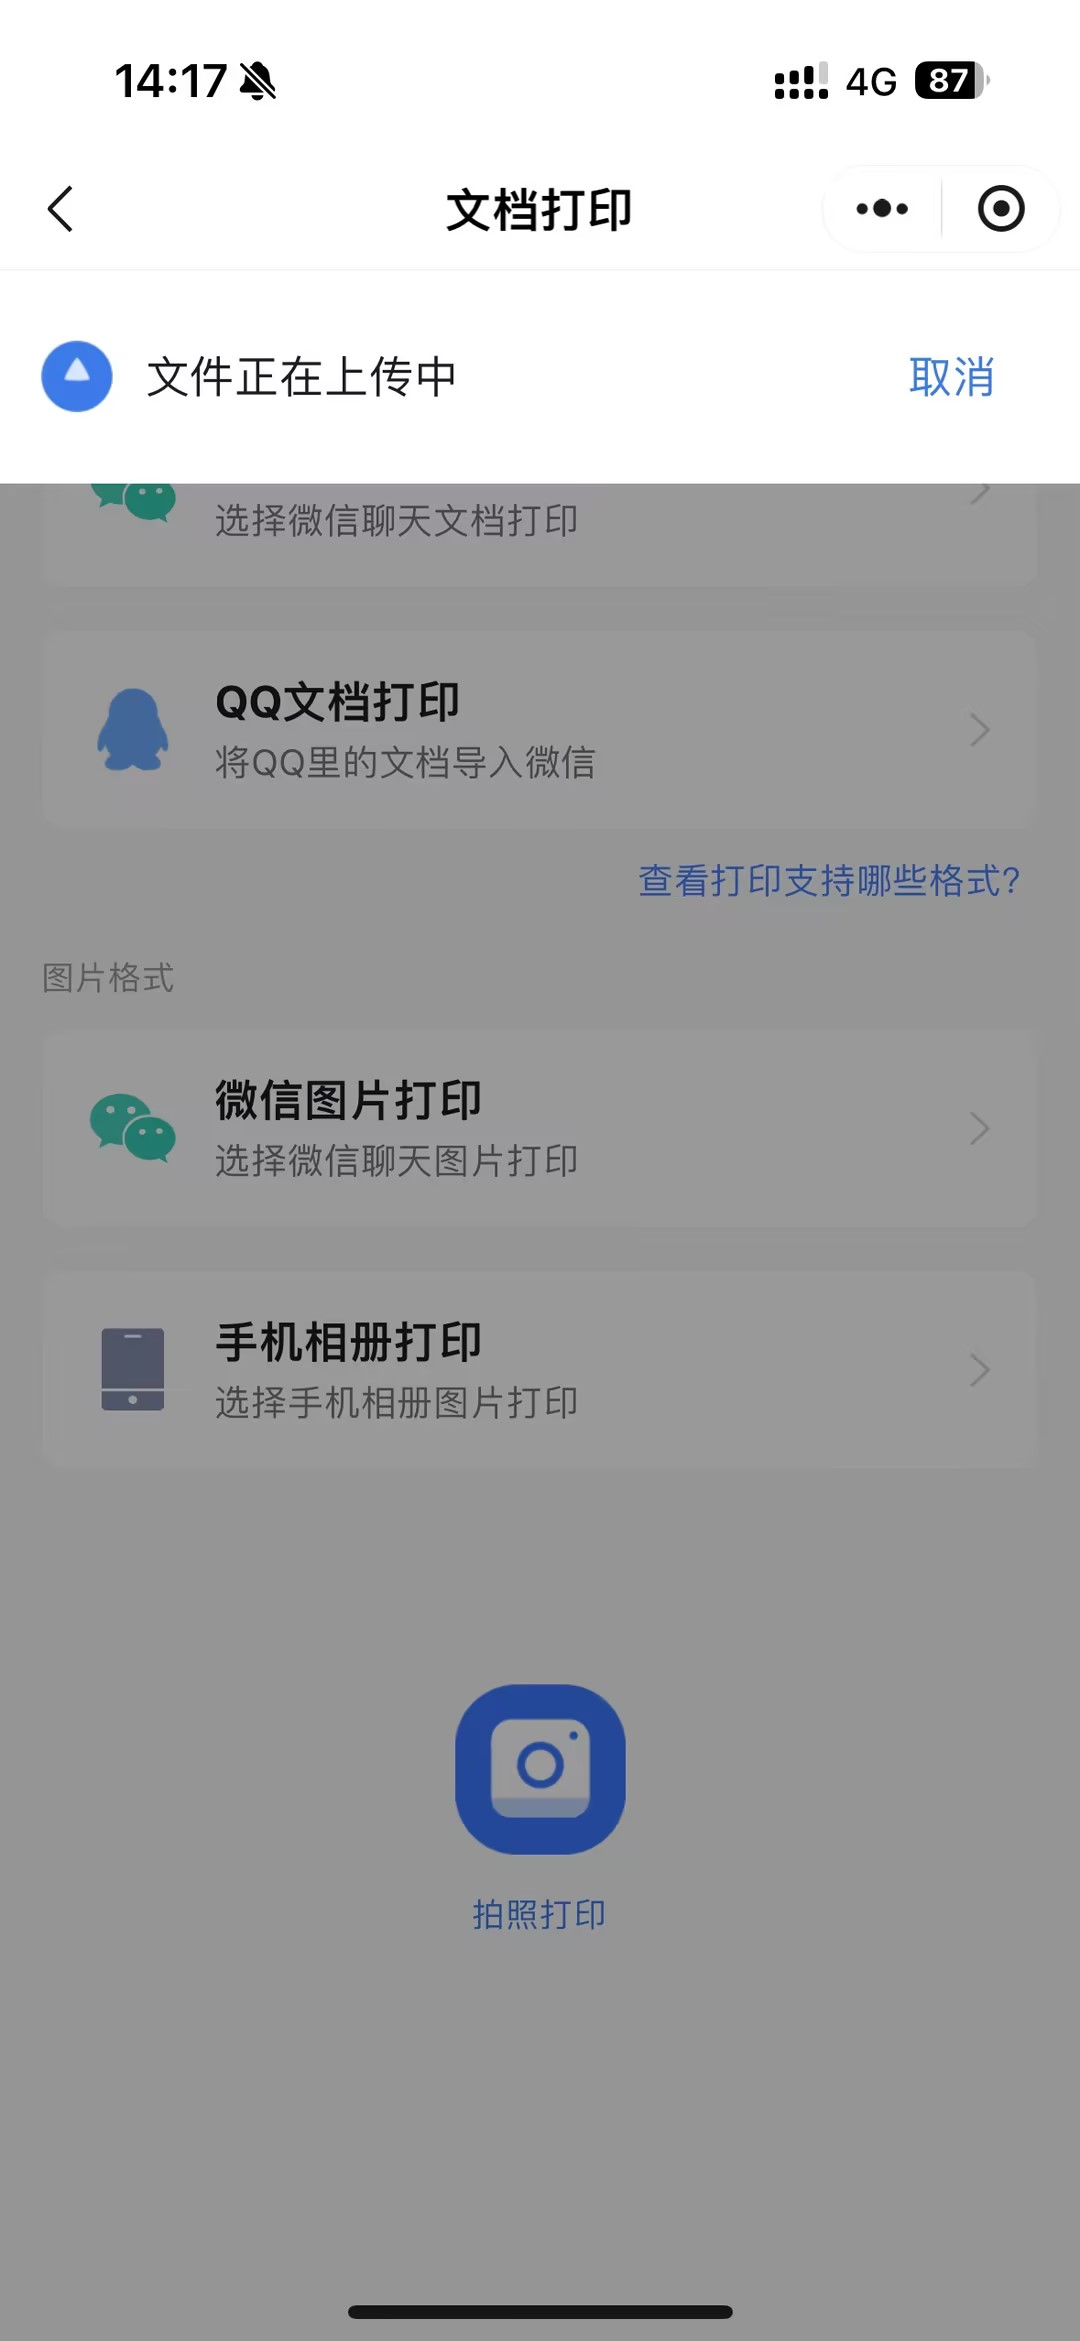 14:17 4G 87
文档打印
文件正在上传中 取消
选择微信聊天文档打印
QQ文档打印
将QQ里的文档导入微信
查看打印支持哪些格式?
图片格式
微信图片打印
选择微信聊天图片打印
手机相册打印
选择手机相册图片打印
拍照打印